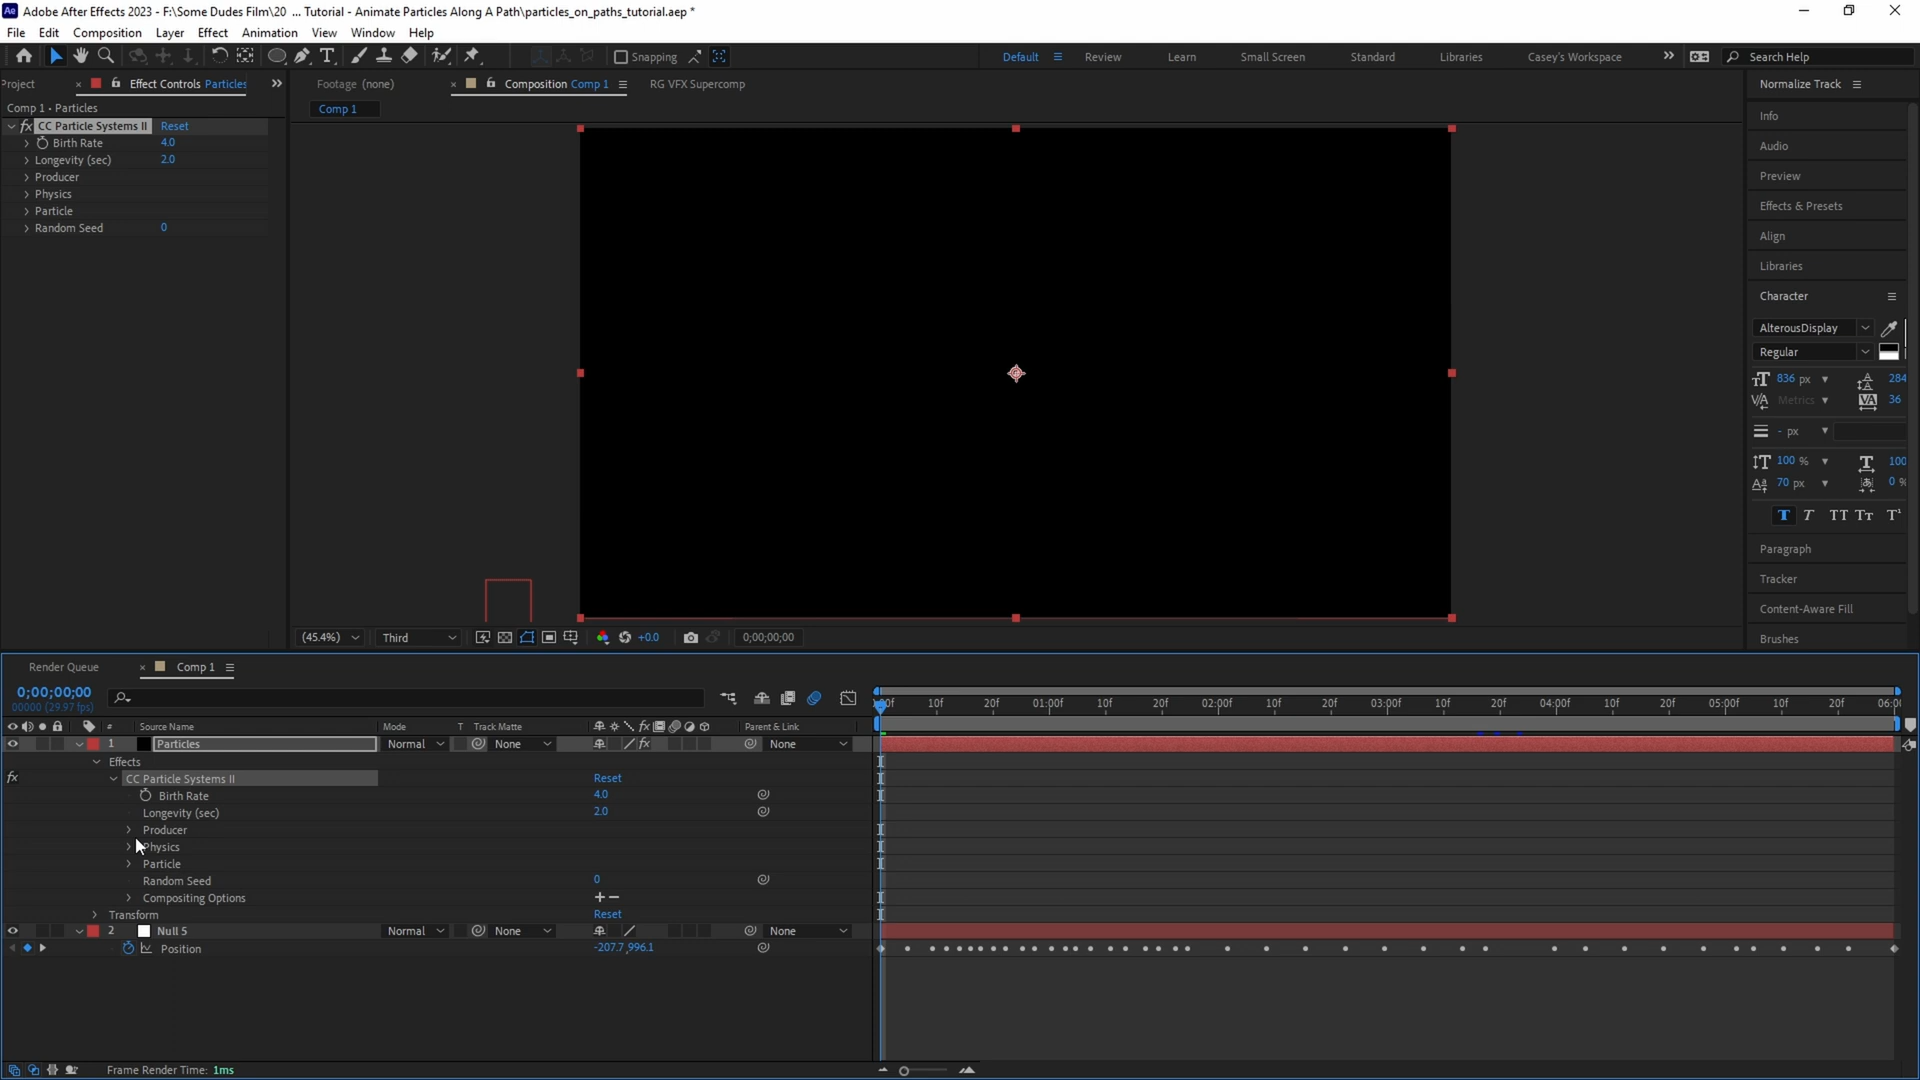 Adobe After Effects 2023 - F:\Some Dudes Film\20 ... Tutorial - Animate Particles Along A Path\particles_on_paths_tutorial.aep *
File Edit Composition Layer Effect Animation View Window Help
Snapping
Default Review Learn Small Screen Standard Libraries Casey's Workspace Search Help
Project Effect Controls Particles
Footage (none) Composition Comp 1 RG VFX Supercomp
Normalize Track
Comp 1 • Particles
Comp 1
fx CC Particle Systems II Reset
Birth Rate 4.0
Longevity (sec) 2.0
Producer
Physics
Particle
Random Seed 0
Info
Audio
Preview
Effects & Presets
Align
Libraries
Character
AlterousDisplay
Regular
836 px 284
Metrics 36
- px
100 % 100
70 px 0 %
T T TT Tt T¹
Paragraph
Tracker
Content-Aware Fill
Brushes
(45.4%) Third +0.0 0;00;00;00
Render Queue Comp 1
0;00;00;00
00000 (29.97 fps)
:00f 10f 20f 01:00f 10f 20f 02:00f 10f 20f 03:00f 10f 20f 04:00f 10f 20f 05:00f 10f 20f 06:0
# Source Name Mode T Track Matte fx Parent & Link
1 Particles Normal None fx None
Effects
fx CC Particle Systems II Reset
Birth Rate 4.0
Longevity (sec) 2.0
Producer
Physics
Particle
Random Seed 0
Compositing Options +−
Transform Reset
2 Null 5 Normal None None
Position -207.7,996.1
Frame Render Time: 1ms